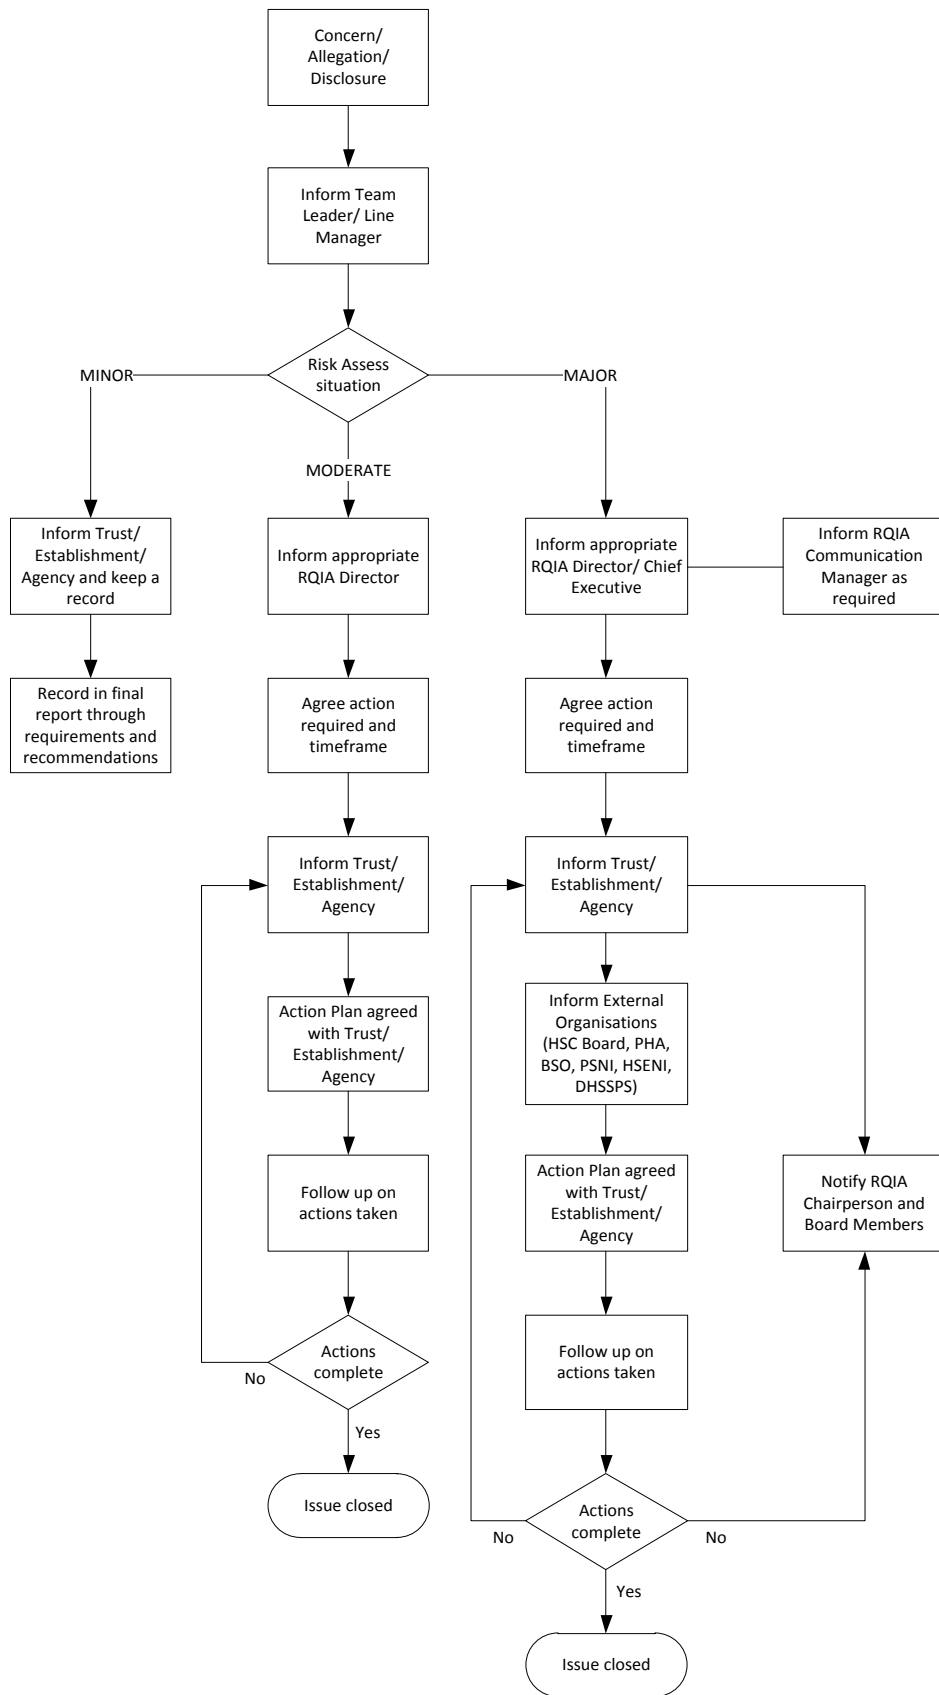 Concern/
Allegation/
Disclosure
Inform Team
Leader/ Line
Manager
Risk Assess
situation
MINOR
MAJOR
MODERATE
Inform Trust/
Establishment/
Agency and keep a
record
Inform appropriate
RQIA Director
Inform appropriate
RQIA Director/ Chief
Executive
Inform RQIA
Communication
Manager as
required
Record in final
report through
requirements and
recommendations
Agree action
required and
timeframe
Agree action
required and
timeframe
Inform Trust/
Establishment/
Agency
Inform Trust/
Establishment/
Agency
Action Plan agreed
with Trust/
Establishment/
Agency
Inform External
Organisations
(HSC Board, PHA,
BSO, PSNI, HSENI,
DHSSPS)
Follow up on
actions taken
Action Plan agreed
with Trust/
Establishment/
Agency
Notify RQIA
Chairperson and
Board Members
Actions
complete
No
Yes
Follow up on
actions taken
Issue closed
Actions
complete
No
No
Yes
Issue closed